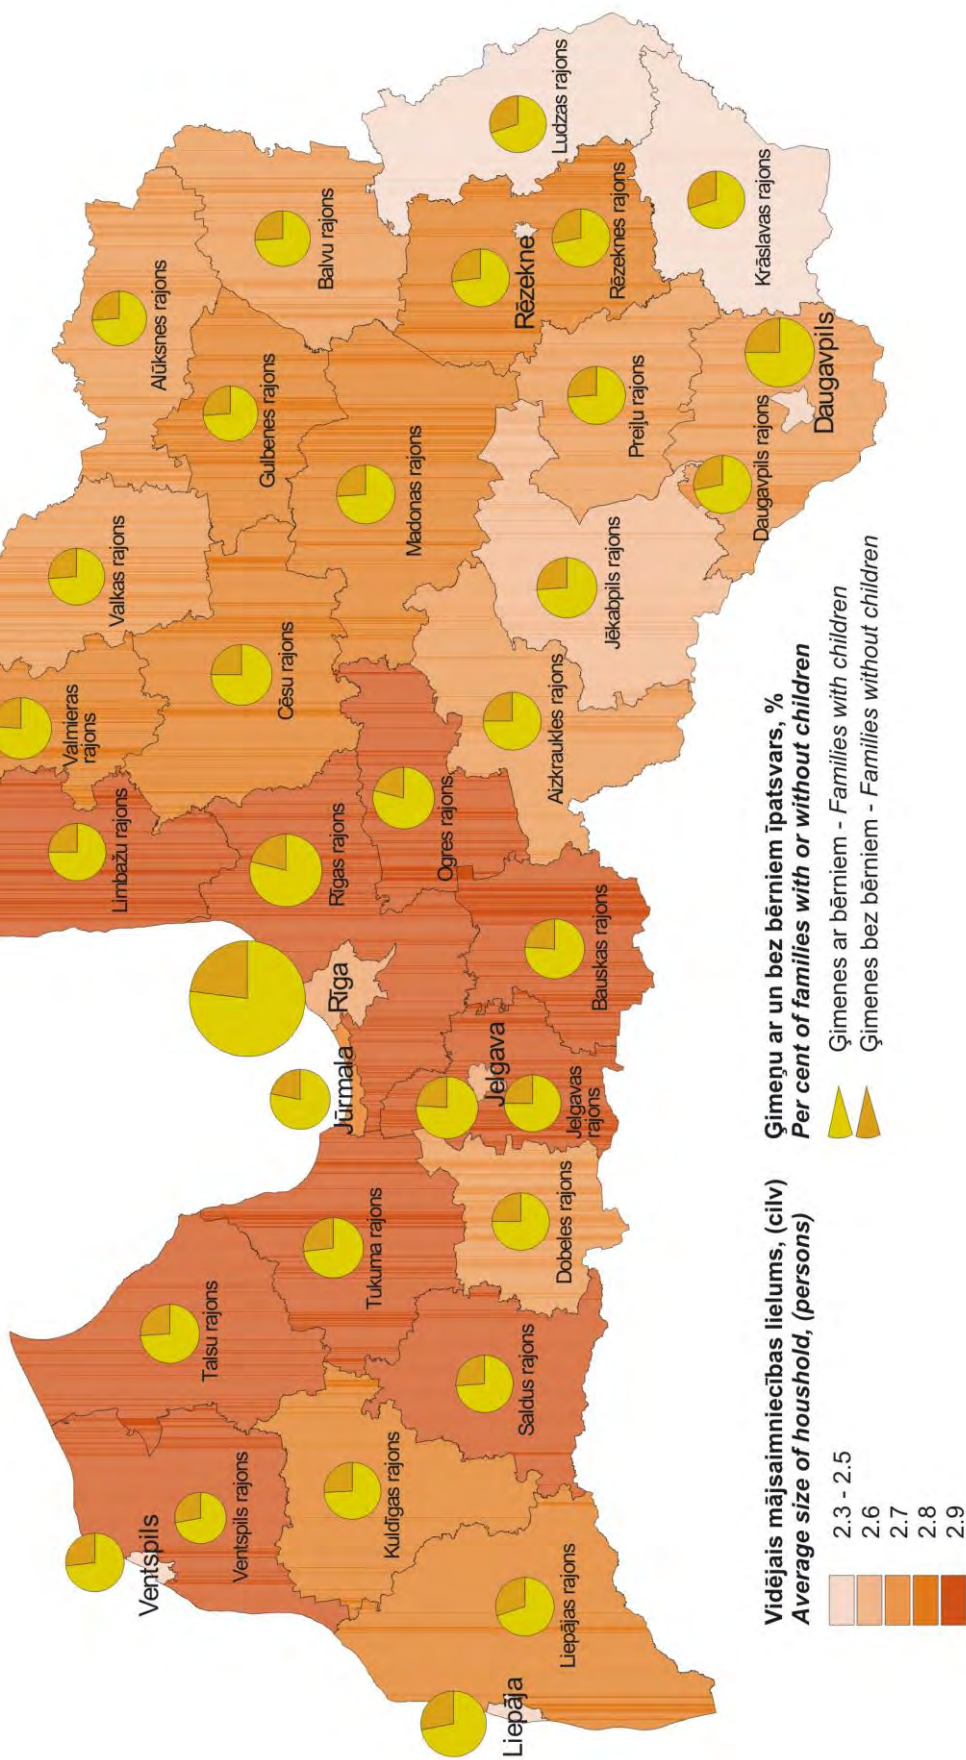 Ventspils
Ventspils rajons
Talsu rajons
Kuldīgas rajons
Liepāja
Liepājas rajons
Saldus rajons
Tukuma rajons
Dobeles rajons
Jūrmala
Rīga
Jelgava
Jelgavas
rajons
Bauskas rajons
Rīgas rajons
Limbažu rajons
Ogres rajons
Valmieras
rajons
Cēsu rajons
Valkas rajons
Aizkraukles rajons
Madonas rajons
Gulbenes rajons
Alūksnes rajons
Balvu rajons
Jēkabpils rajons
Preiļu rajons
Rēzekne
Rēzeknes rajons
Ludzas rajons
Krāslavas rajons
Daugavpils rajons
Daugavpils
Vidējais mājsaimniecības lielums, (cilv)
Average size of houshold, (persons)
2.3 - 2.5
2.6
2.7
2.8
2.9
Ģimeņu ar un bez bērniem īpatsvars, %
Per cent of families with or without children
Ģimenes ar bērniem - Families with children
Ģimenes bez bērniem - Families without children